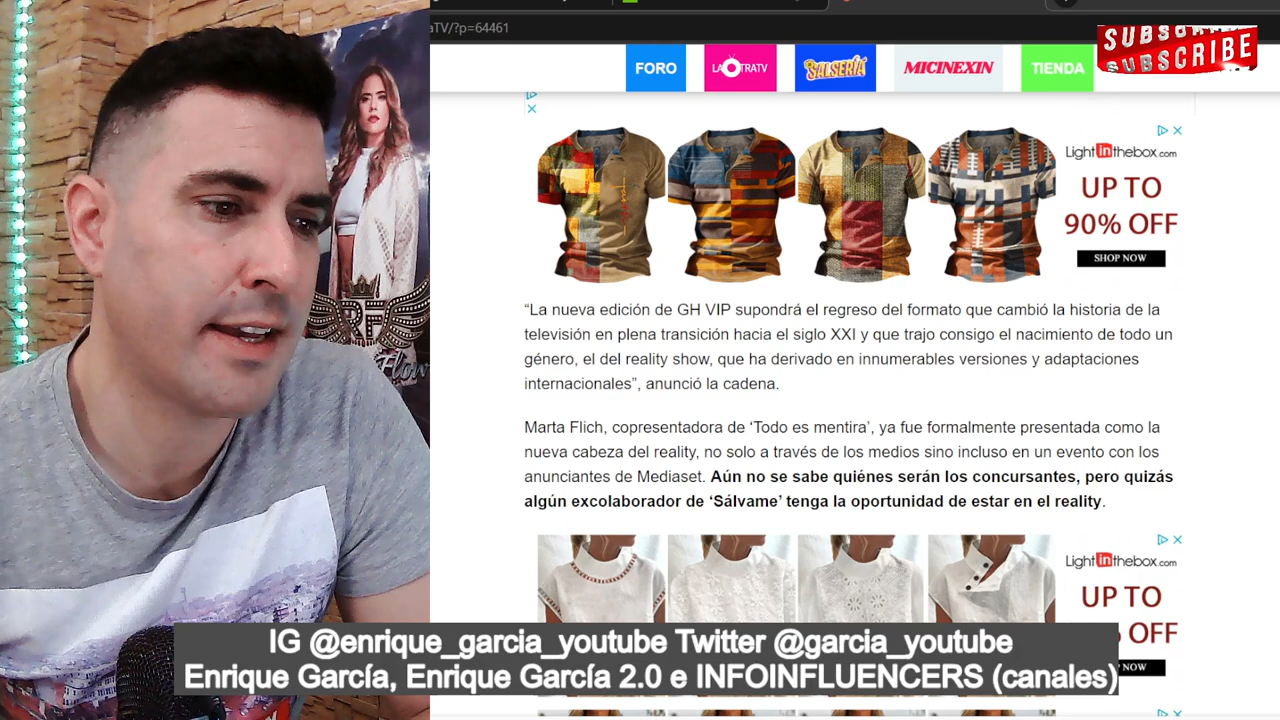 aTV/?p=64461
SUBSCRIBE
SUBSCRIBE
FORO
LA OTRATV
SALSERÍA
MICINEXIN
TIENDA
Lightinthebox.com
UP TO
90% OFF
SHOP NOW
“La nueva edición de GH VIP supondrá el regreso del formato que cambió la historia de la
televisión en plena transición hacia el siglo XXI y que trajo consigo el nacimiento de todo un
género, el del reality show, que ha derivado en innumerables versiones y adaptaciones
internacionales”, anunció la cadena.
Marta Flich, copresentadora de ‘Todo es mentira’, ya fue formalmente presentada como la
nueva cabeza del reality, no solo a través de los medios sino incluso en un evento con los
anunciantes de Mediaset. Aún no se sabe quiénes serán los concursantes, pero quizás
algún excolaborador de ‘Sálvame’ tenga la oportunidad de estar en el reality.
Lightinthebox.com
UP TO
% OFF
NOW
RF
Flow
IG @enrique_garcia_youtube Twitter @garcia_youtube
Enrique García, Enrique García 2.0 e INFOINFLUENCERS (canales)